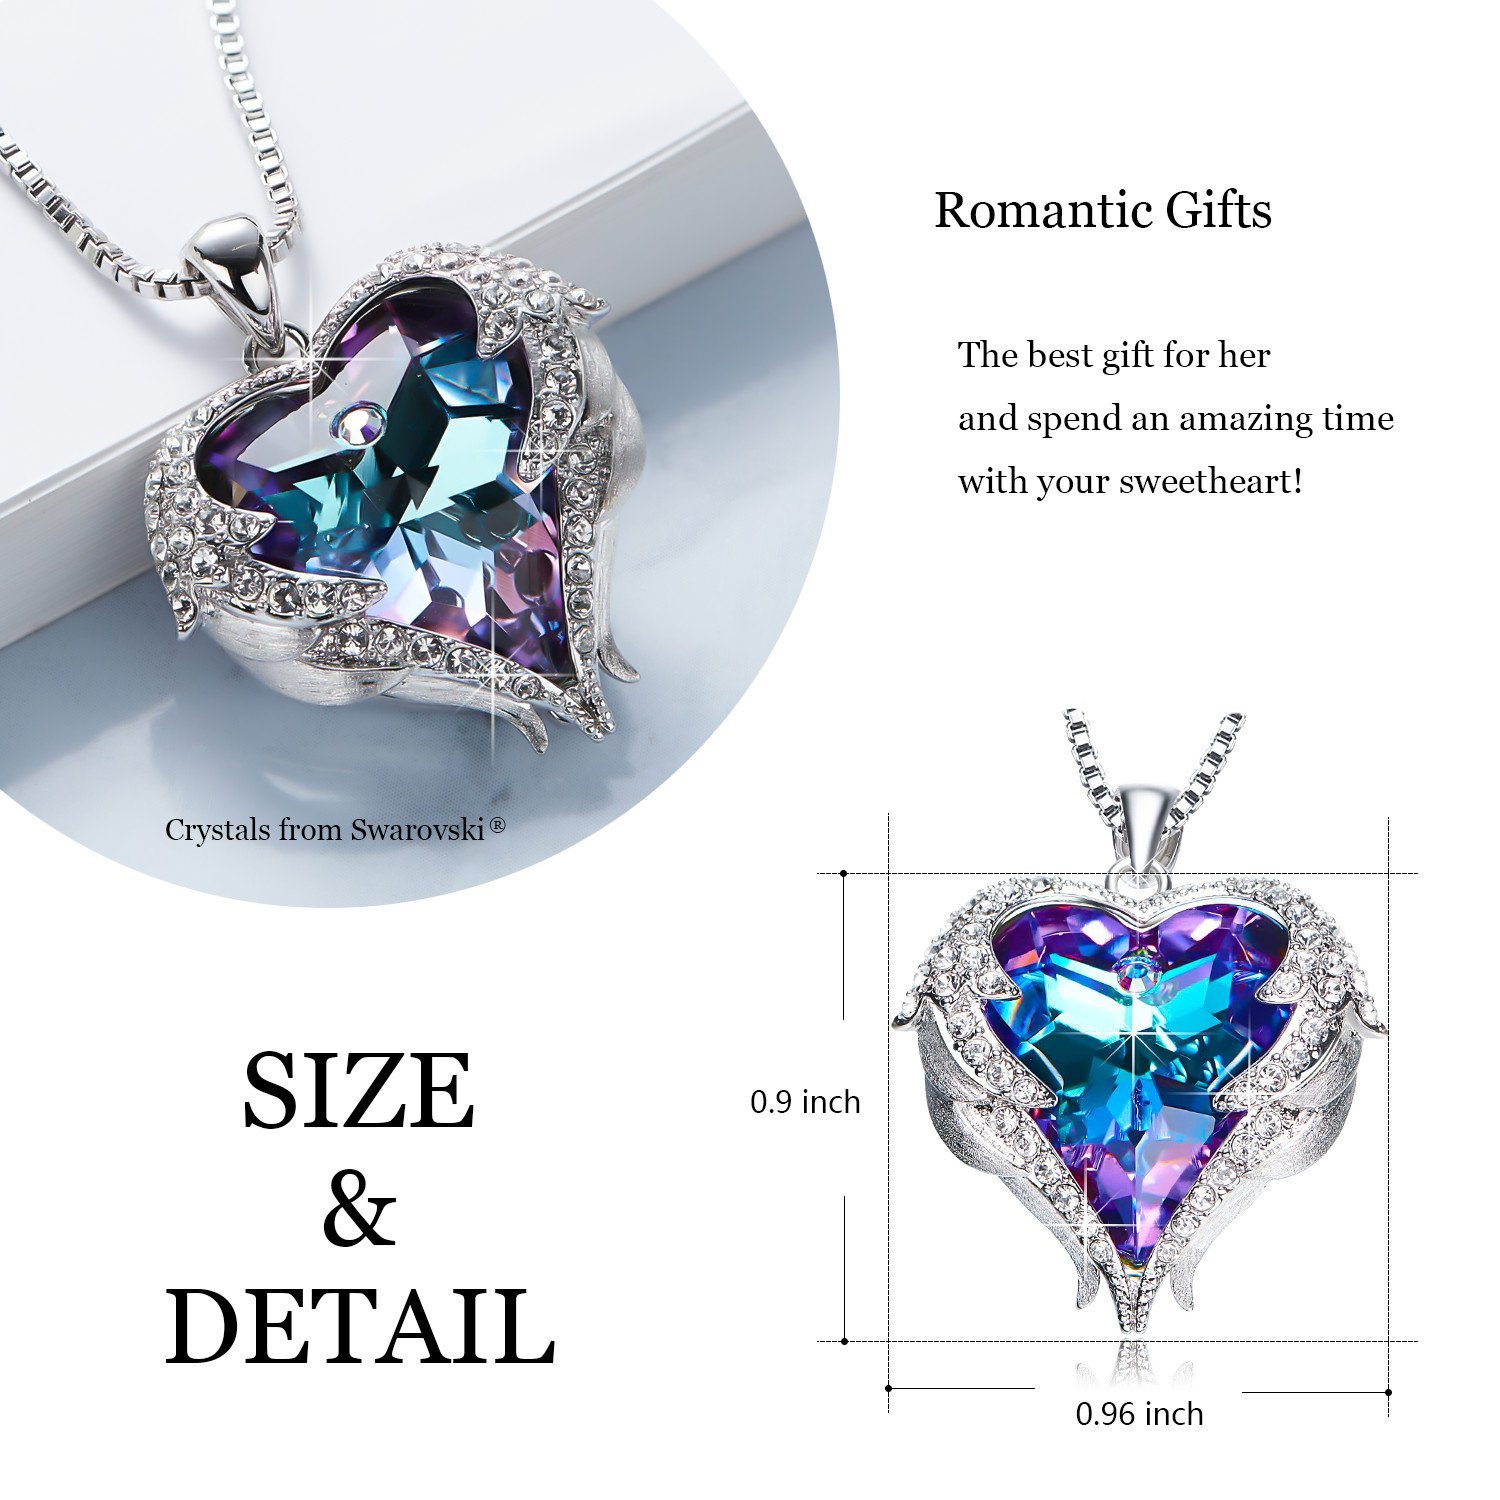 Romantic Gifts
The best gift for her
and spend an amazing time
with your sweetheart!
Crystals from Swarovski®
SIZE
&
DETAIL
0.9 inch
0.96 inch